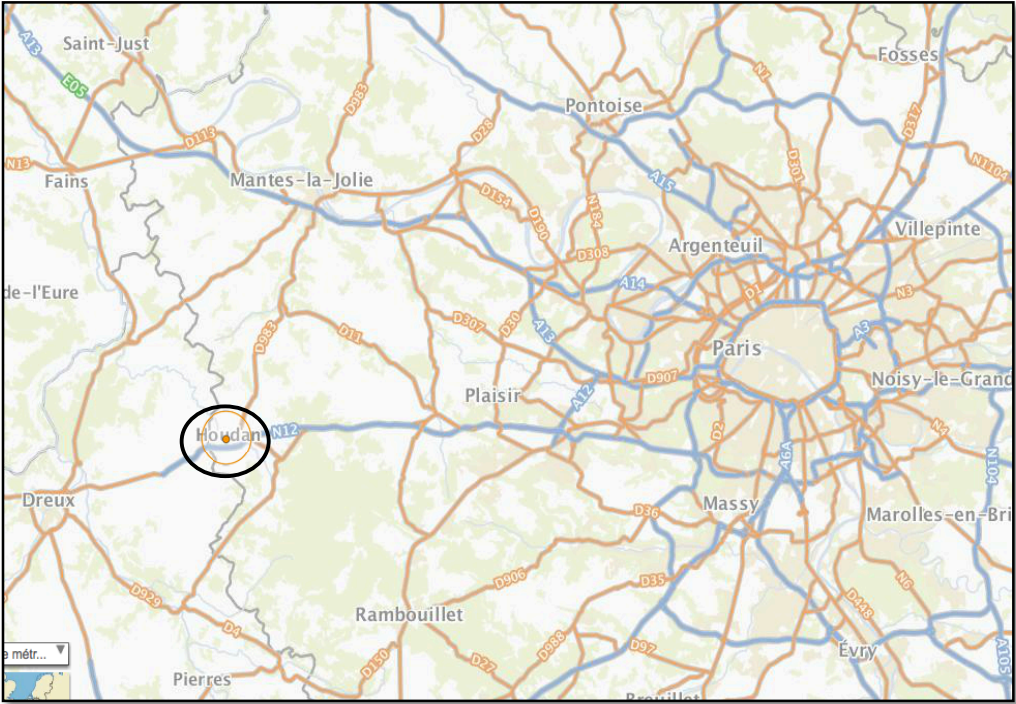 Saint-Just
A13
E05
D983
N1
Fosses
Pontoise
D317
D28
D113
N13
Fains
Mantes-la-Jolie
A15
D301
N1104
D154
D190
N184
Villepinte
Argenteuil
D308
A14
de-l'Eure
D1
N3
D983
D11
D307
D30
A13
A3
Paris
D907
Noisy-le-Grand
Plaisir
A12
Houdan
N12
D2
N4
A6A
N104
Dreux
Massy
D36
Marolles-en-Bri
D906
D35
N6
D929
D448
Rambouillet
D4
D988
D97
e métr...
D150
D27
Évry
A105
Pierres